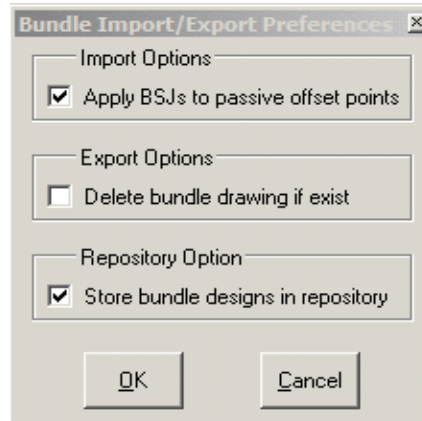 Bundle Import/Export Preferences
Import Options
Apply BSJs to passive offset points
Export Options
Delete bundle drawing if exist
Repository Option
Store bundle designs in repository
OK
Cancel